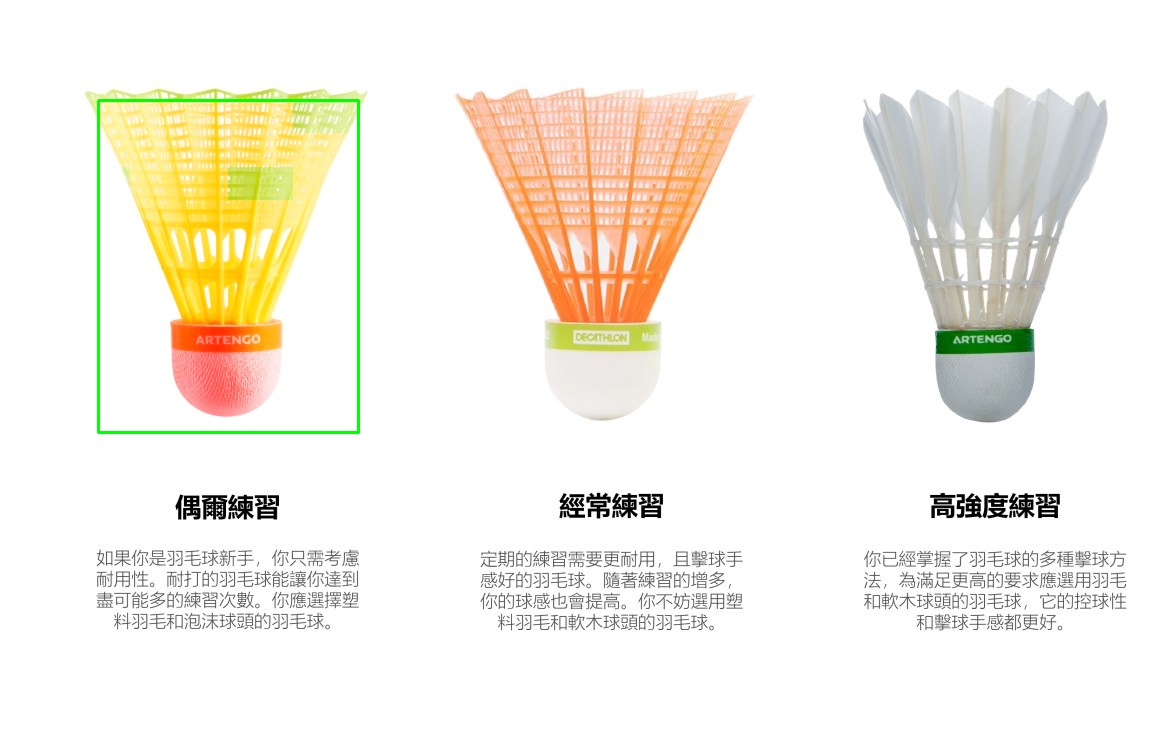 ARTENGO
DECATHLON
ARTENGO
偶爾練習
如果你是羽毛球新手，你只需考慮
耐用性。耐打的羽毛球能讓你達到
盡可能多的練習次數。你應選擇塑
料羽毛和泡沫球頭的羽毛球。
經常練習
定期的練習需要更耐用，且擊球手
感好的羽毛球。隨著練習的增多，
你的球感也會提高。你不妨選用塑
料羽毛和軟木球頭的羽毛球。
高強度練習
你已經掌握了羽毛球的多種擊球方
法，為滿足更高的要求應選用羽毛
和軟木球頭的羽毛球，它的控球性
和擊球手感都更好。